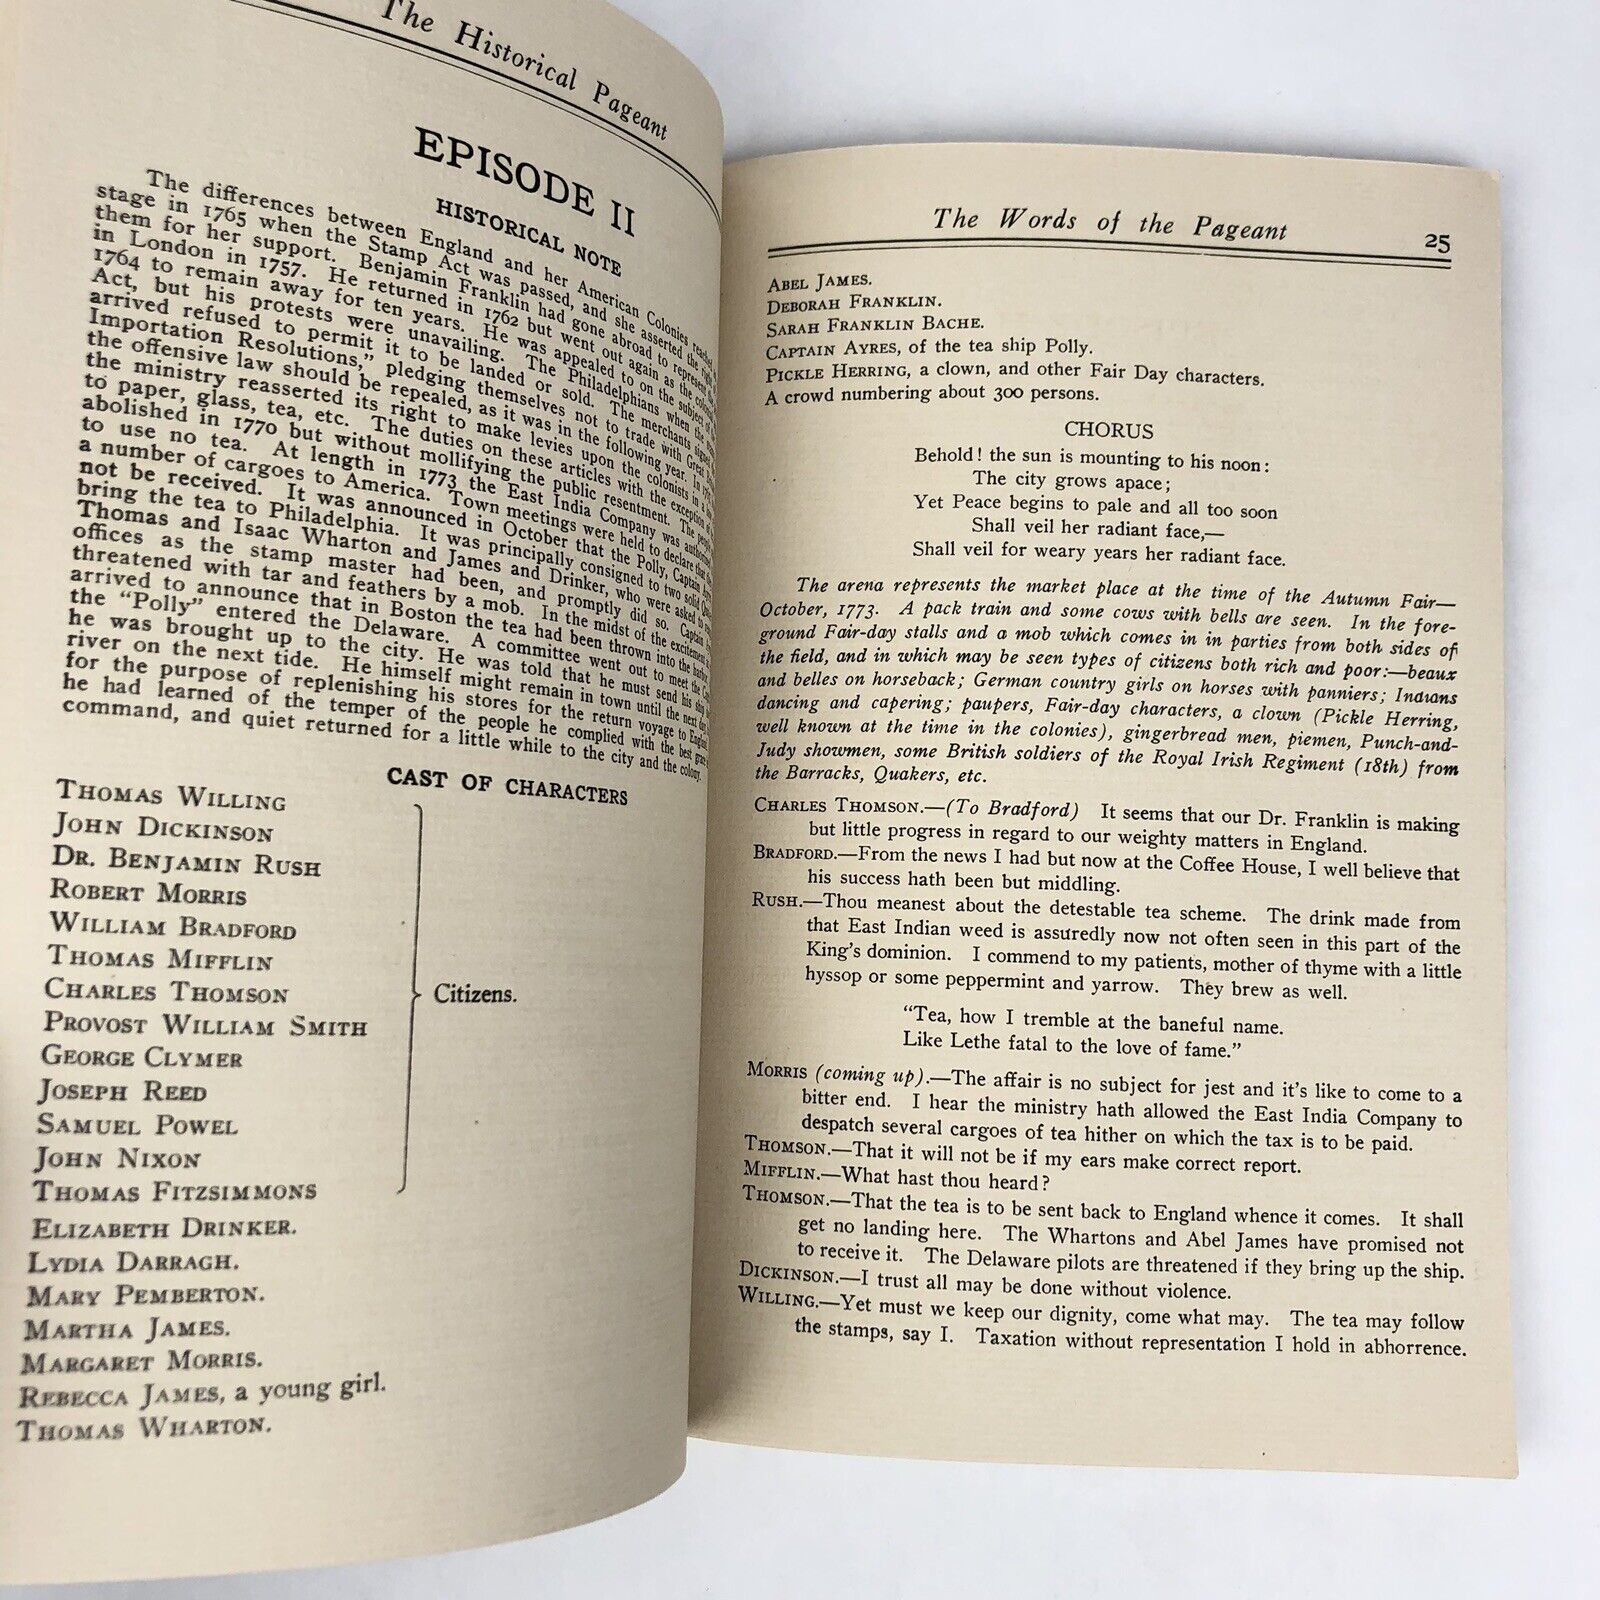 The Historical Pageant
EPISODE II
HISTORICAL NOTE
The differences between England and her American Colonies reached
stage in 1765 when the Stamp Act was passed, and she asserted the right
them for her support. Benjamin Franklin had gone abroad to represent
in London in 1757. He returned in 1762 but went out again as the colonial
1764 to remain away for ten years. He was appealed to on the subject of the
Act, but his protests were unavailing. The Philadelphians when the
arrived refused to permit it to be landed or sold. The merchants signed
Importation Resolutions," pledging themselves not to trade with Great
the offensive law should be repealed, as it was in the following year. In
the ministry reasserted its right to make levies upon the colonists in a
to paper, glass, tea, etc. The duties on these articles with the exception of
abolished in 1770 but without mollifying the public resentment. The people
to use no tea. At length in 1773 the East India Company was authorized
a number of cargoes to America. Town meetings were held to declare that the
not be received. It was announced in October that the Polly, Captain Ayres
bring the tea to Philadelphia. It was principally consigned to two solid
Thomas and Isaac Wharton and James and Drinker, who were asked to
offices as the stamp master had been, and promptly did so. Captain
threatened with tar and feathers by a mob. In the midst of the excitement
arrived to announce that in Boston the tea had been thrown into the harbor
the "Polly" entered the Delaware. A committee went out to meet the
he was brought up to the city. He was told that he must send his ship
river on the next tide. He himself might remain in town until the next day
for the purpose of replenishing his stores for the return voyage to England
he had learned of the temper of the people he complied with the best grace
command, and quiet returned for a little while to the city and the colony.
CAST OF CHARACTERS
THOMAS WILLING
JOHN DICKINSON
DR. BENJAMIN RUSH
ROBERT MORRIS
WILLIAM BRADFORD
THOMAS MIFFLIN
CHARLES THOMSON
Citizens.
PROVOST WILLIAM SMITH
GEORGE CLYMER
JOSEPH REED
SAMUEL POWEL
JOHN NIXON
THOMAS FITZSIMMONS
ELIZABETH DRINKER.
LYDIA DARRAGH.
MARY PEMBERTON.
MARTHA JAMES.
MARGARET MORRIS.
REBECCA JAMES, a young girl.
THOMAS WHARTON.
The Words of the Pageant 25
ABEL JAMES.
DEBORAH FRANKLIN.
SARAH FRANKLIN BACHE.
CAPTAIN AYRES, of the tea ship Polly.
PICKLE HERRING, a clown, and other Fair Day characters.
A crowd numbering about 300 persons.
CHORUS
Behold! the sun is mounting to his noon:
The city grows apace;
Yet Peace begins to pale and all too soon
Shall veil her radiant face,—
Shall veil for weary years her radiant face.
The arena represents the market place at the time of the Autumn Fair—
October, 1773. A pack train and some cows with bells are seen. In the fore-
ground Fair-day stalls and a mob which comes in in parties from both sides of
the field, and in which may be seen types of citizens both rich and poor:—beaux
and belles on horseback; German country girls on horses with panniers; Indians
dancing and capering; paupers, Fair-day characters, a clown (Pickle Herring,
well known at the time in the colonies), gingerbread men, piemen, Punch-and-
Judy showmen, some British soldiers of the Royal Irish Regiment (18th) from
the Barracks, Quakers, etc.
CHARLES THOMSON.—(To Bradford) It seems that our Dr. Franklin is making
but little progress in regard to our weighty matters in England.
BRADFORD.—From the news I had but now at the Coffee House, I well believe that
his success hath been but middling.
RUSH.—Thou meanest about the detestable tea scheme. The drink made from
that East Indian weed is assuredly now not often seen in this part of the
King's dominion. I commend to my patients, mother of thyme with a little
hyssop or some peppermint and yarrow. They brew as well.
"Tea, how I tremble at the baneful name.
Like Lethe fatal to the love of fame."
MORRIS (coming up).—The affair is no subject for jest and it's like to come to a
bitter end. I hear the ministry hath allowed the East India Company to
despatch several cargoes of tea hither on which the tax is to be paid.
THOMSON.—That it will not be if my ears make correct report.
MIFFLIN.—What hast thou heard?
THOMSON.—That the tea is to be sent back to England whence it comes. It shall
get no landing here. The Whartons and Abel James have promised not
to receive it. The Delaware pilots are threatened if they bring up the ship.
DICKINSON.—I trust all may be done without violence.
WILLING.—Yet must we keep our dignity, come what may. The tea may follow
the stamps, say I. Taxation without representation I hold in abhorrence.